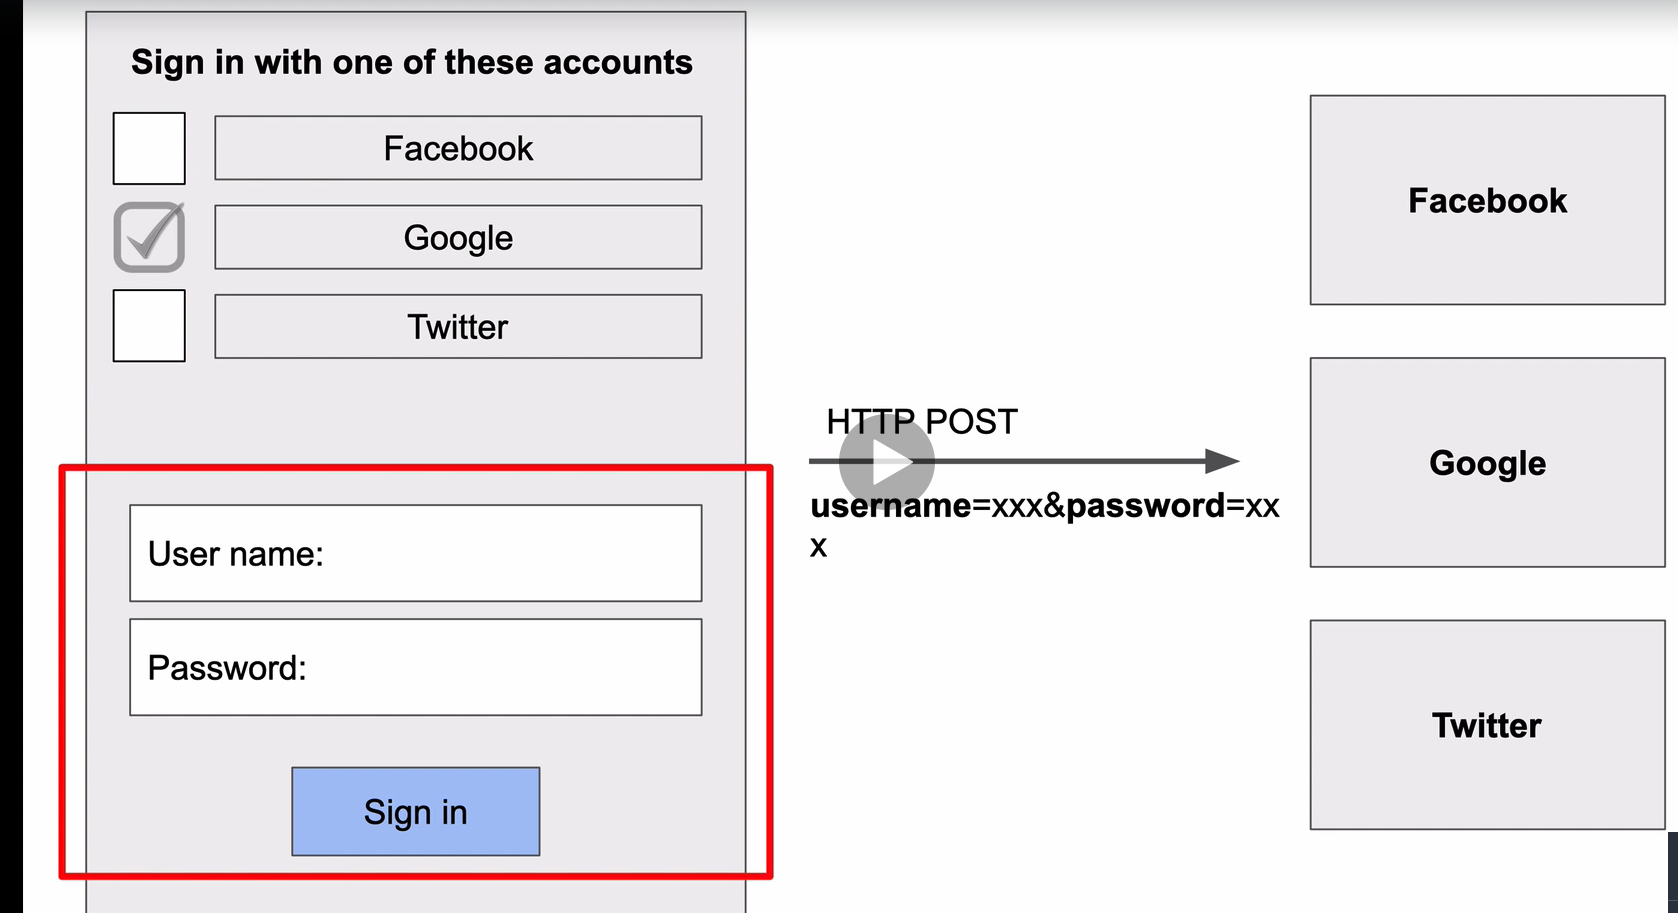 Sign in with one of these accounts
Facebook
Google
Twitter
User name:
Password:
Sign in
HTTP POST
username=xxx&password=xx
x
Facebook
Google
Twitter